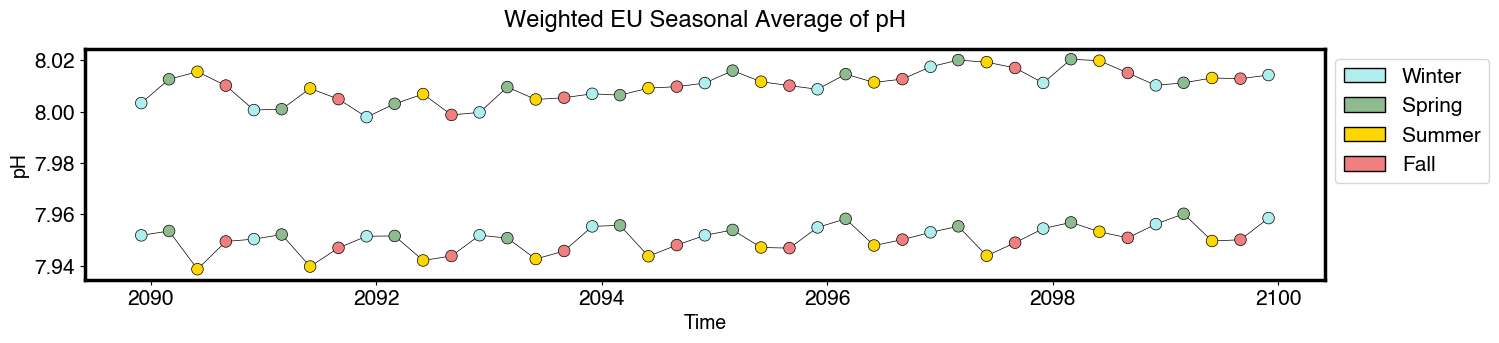 Weighted EU Seasonal Average of pH
8.02
8.00
7.98
7.96
7.94
pH
2090 2092 2094 2096 2098 2100
Time
Winter
Spring
Summer
Fall